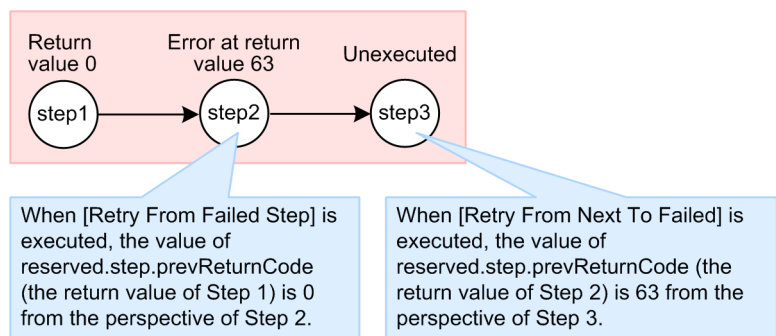 Return
value 0
Error at return
value 63
Unexecuted
step1
step2
step3
When [Retry From Failed Step] is
executed, the value of
reserved.step.prevReturnCode
(the return value of Step 1) is 0
from the perspective of Step 2.
When [Retry From Next To Failed] is
executed, the value of
reserved.step.prevReturnCode (the
return value of Step 2) is 63 from the
perspective of Step 3.